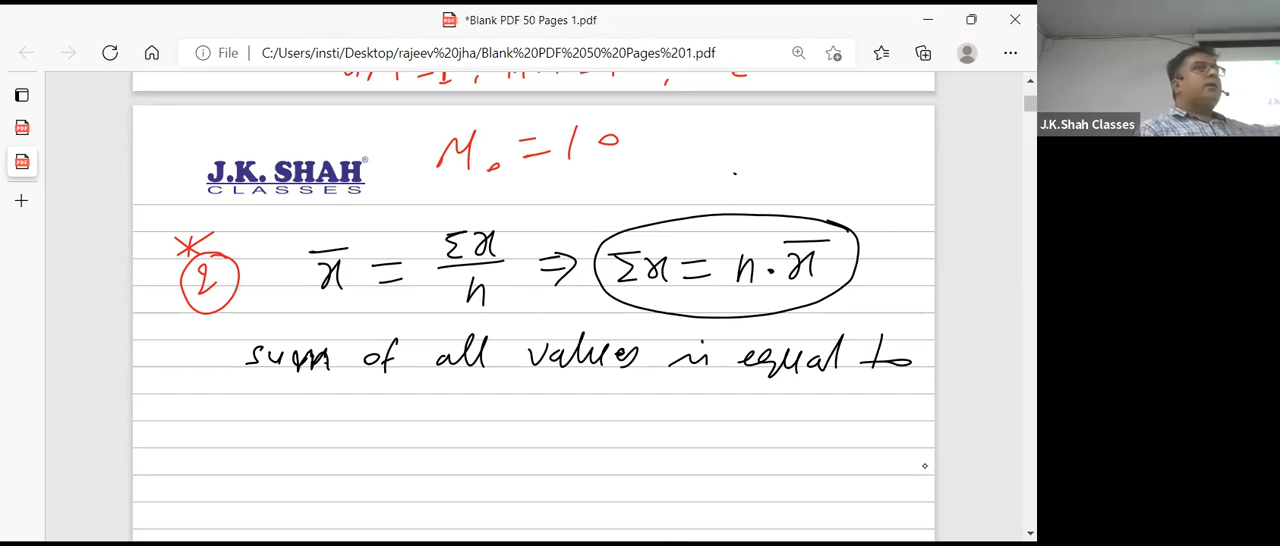 *Blank PDF 50 Pages 1.pdf
File C:/Users/insti/Desktop/rajeev%20jha/Blank%20PDF%2050%20Pages%201.pdf
J.K.Shah Classes
M₀ = 10
J.K. SHAH®
CLASSES
* 2 x̄ = Σx/n ⇒ Σx = n·x̄
sum of all values is equal to